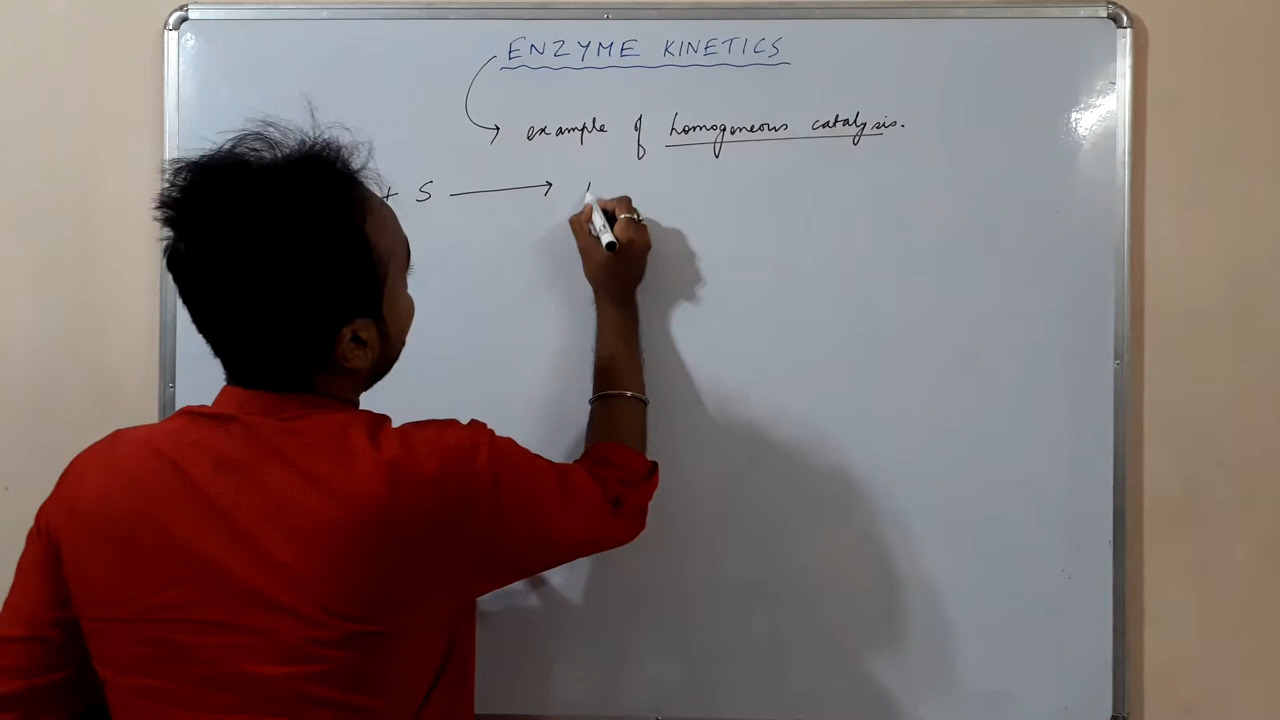 ENZYME KINETICS
→ example of homogeneous catalysis.
+ S ⟶